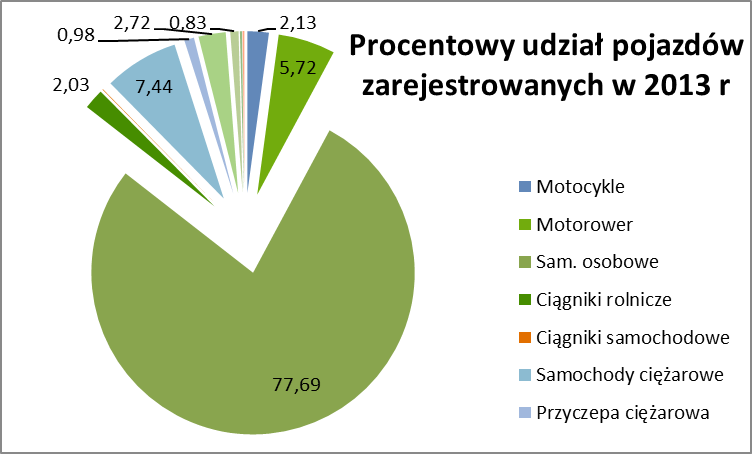 2,72
0,83
2,13
0,98
5,72
2,03
7,44
77,69
Procentowy udział pojazdów
zarejestrowanych w 2013 r
Motocykle
Motorower
Sam. osobowe
Ciągniki rolnicze
Ciągniki samochodowe
Samochody ciężarowe
Przyczepa ciężarowa